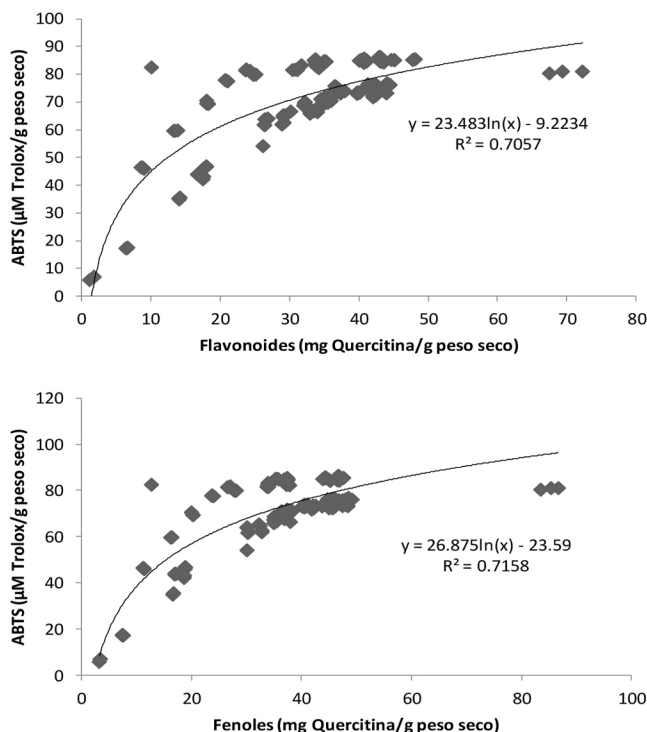 100
90
80
70
60
50
40
30
20
10
0
ABTS (μM Trolox/g peso seco)
y = 23.483ln(x) - 9.2234
R² = 0.7057
0 10 20 30 40 50 60 70 80
Flavonoides (mg Quercitina/g peso seco)
120
100
80
60
40
20
0
ABTS (μM Trolox/g peso seco)
y = 26.875ln(x) - 23.59
R² = 0.7158
0 20 40 60 80 100
Fenoles (mg Quercitina/g peso seco)